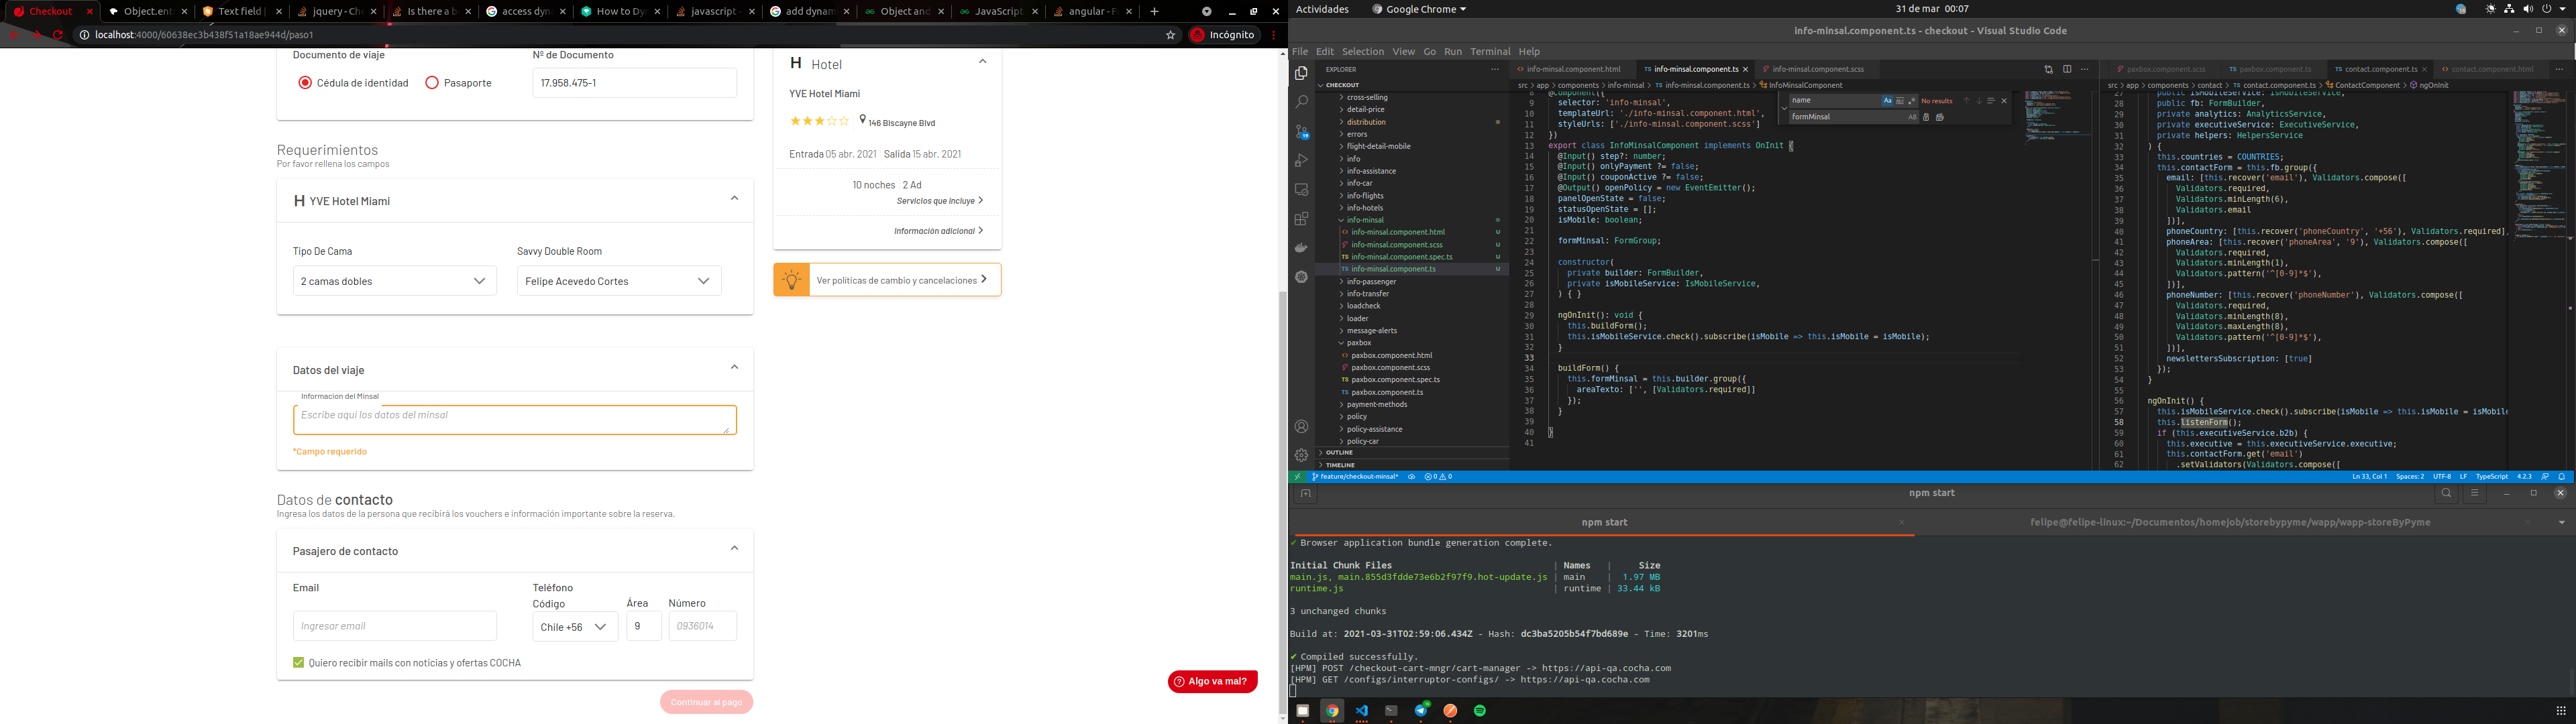 Checkout
Object.ent
Text field |
jquery - Ch
Is there a b
access dyn
How to Dy
javascript -
add dynam
Object and
JavaScript
angular - F
localhost:4000/60638ec3b438f51a18ae944d/paso1
Incógnito
Documento de viaje
Nº de Documento
Cédula de identidad
Pasaporte
17.958.475-1
Requerimientos
Por favor rellena los campos
H YVE Hotel Miami
Tipo De Cama
Savvy Double Room
2 camas dobles
Felipe Acevedo Cortes
Datos del viaje
Informacion del Minsal
Escribe aquí los datos del minsal
*Campo requerido
Datos de contacto
Ingresa los datos de la persona que recibirá los vouchers e información importante sobre la reserva.
Pasajero de contacto
Email
Teléfono
Código
Área
Número
Ingresar email
Chile +56
9
0936014
Quiero recibir mails con noticias y ofertas COCHA
Continuar al pago
H Hotel
YVE Hotel Miami
146 Biscayne Blvd
Entrada 05 abr. 2021
Salida 15 abr. 2021
10 noches
2 Ad
Servicios que incluye
Información adicional
Ver políticas de cambio y cancelaciones
Algo va mal?
Actividades
Google Chrome
31 de mar 00:07
info-minsal.component.ts - checkout - Visual Studio Code
File Edit Selection View Go Run Terminal Help
EXPLORER
CHECKOUT
cross-selling
detail-price
distribution
errors
flight-detail-mobile
info
info-assistance
info-car
info-flights
info-hotels
info-minsal
info-minsal.component.html U
info-minsal.component.scss U
info-minsal.component.spec.ts U
info-minsal.component.ts U
info-passenger
info-transfer
loadcheck
loader
message-alerts
paxbox
paxbox.component.html
paxbox.component.scss
paxbox.component.spec.ts
paxbox.component.ts
payment-methods
policy
policy-assistance
policy-car
OUTLINE
TIMELINE
info-minsal.component.html
info-minsal.component.ts
info-minsal.component.scss
src > app > components > info-minsal > info-minsal.component.ts > InfoMinsalComponent
name
No results
formMinsal
8 @Component({
9 selector: 'info-minsal',
10 templateUrl: './info-minsal.component.html',
11 styleUrls: ['./info-minsal.component.scss']
12 })
13 export class InfoMinsalComponent implements OnInit {
14 @Input() step?: number;
15 @Input() onlyPayment ?= false;
16 @Input() couponActive ?= false;
17 @Output() openPolicy = new EventEmitter();
18 panelOpenState = false;
19 statusOpenState = [];
20 isMobile: boolean;
21
22 formMinsal: FormGroup;
23
24 constructor(
25 private builder: FormBuilder,
26 private isMobileService: IsMobileService,
27 ) { }
28
29 ngOnInit(): void {
30 this.buildForm();
31 this.isMobileService.check().subscribe(isMobile => this.isMobile = isMobile);
32 }
33
34 buildForm() {
35 this.formMinsal = this.builder.group({
36 areaTexto: ['', [Validators.required]]
37 });
38 }
39
40 }
41
paxbox.component.scss
paxbox.component.ts
contact.component.ts
contact.component.html
src > app > components > contact > contact.component.ts > ContactComponent > ngOnInit
27 public isMobileService: IsMobileService,
28 public fb: FormBuilder,
29 private analytics: AnalyticsService,
30 private executiveService: ExecutiveService,
31 private helpers: HelpersService
32 ) {
33 this.countries = COUNTRIES;
34 this.contactForm = this.fb.group({
35 email: [this.recover('email'), Validators.compose([
36 Validators.required,
37 Validators.minLength(6),
38 Validators.email
39 ])],
40 phoneCountry: [this.recover('phoneCountry', '+56'), Validators.required],
41 phoneArea: [this.recover('phoneArea', '9'), Validators.compose([
42 Validators.required,
43 Validators.minLength(1),
44 Validators.pattern('^[0-9]*$'),
45 ])],
46 phoneNumber: [this.recover('phoneNumber'), Validators.compose([
47 Validators.required,
48 Validators.minLength(8),
49 Validators.maxLength(8),
50 Validators.pattern('^[0-9]*$'),
51 ])],
52 newslettersSubscription: [true]
53 });
54 }
55
56 ngOnInit() {
57 this.isMobileService.check().subscribe(isMobile => this.isMobile = isMobile
58 this.listenForm();
59 if (this.executiveService.b2b) {
60 this.executive = this.executiveService.executive;
61 this.contactForm.get('email')
62 .setValidators(Validators.compose([
feature/checkout-minsal*
0 0
Ln 33, Col 1 Spaces: 2 UTF-8 LF TypeScript 4.2.3
npm start
npm start
felipe@felipe-linux:~/Documentos/homejob/storebypyme/wapp/wapp-storeByPyme
✔ Browser application bundle generation complete.
Initial Chunk Files | Names | Size
main.js, main.855d3fdde73e6b2f97f9.hot-update.js | main | 1.97 MB
runtime.js | runtime | 33.44 kB
3 unchanged chunks
Build at: 2021-03-31T02:59:06.434Z - Hash: dc3ba5205b54f7bd689e - Time: 3201ms
✔ Compiled successfully.
[HPM] POST /checkout-cart-mngr/cart-manager -> https://api-qa.cocha.com
[HPM] GET /configs/interruptor-configs/ -> https://api-qa.cocha.com